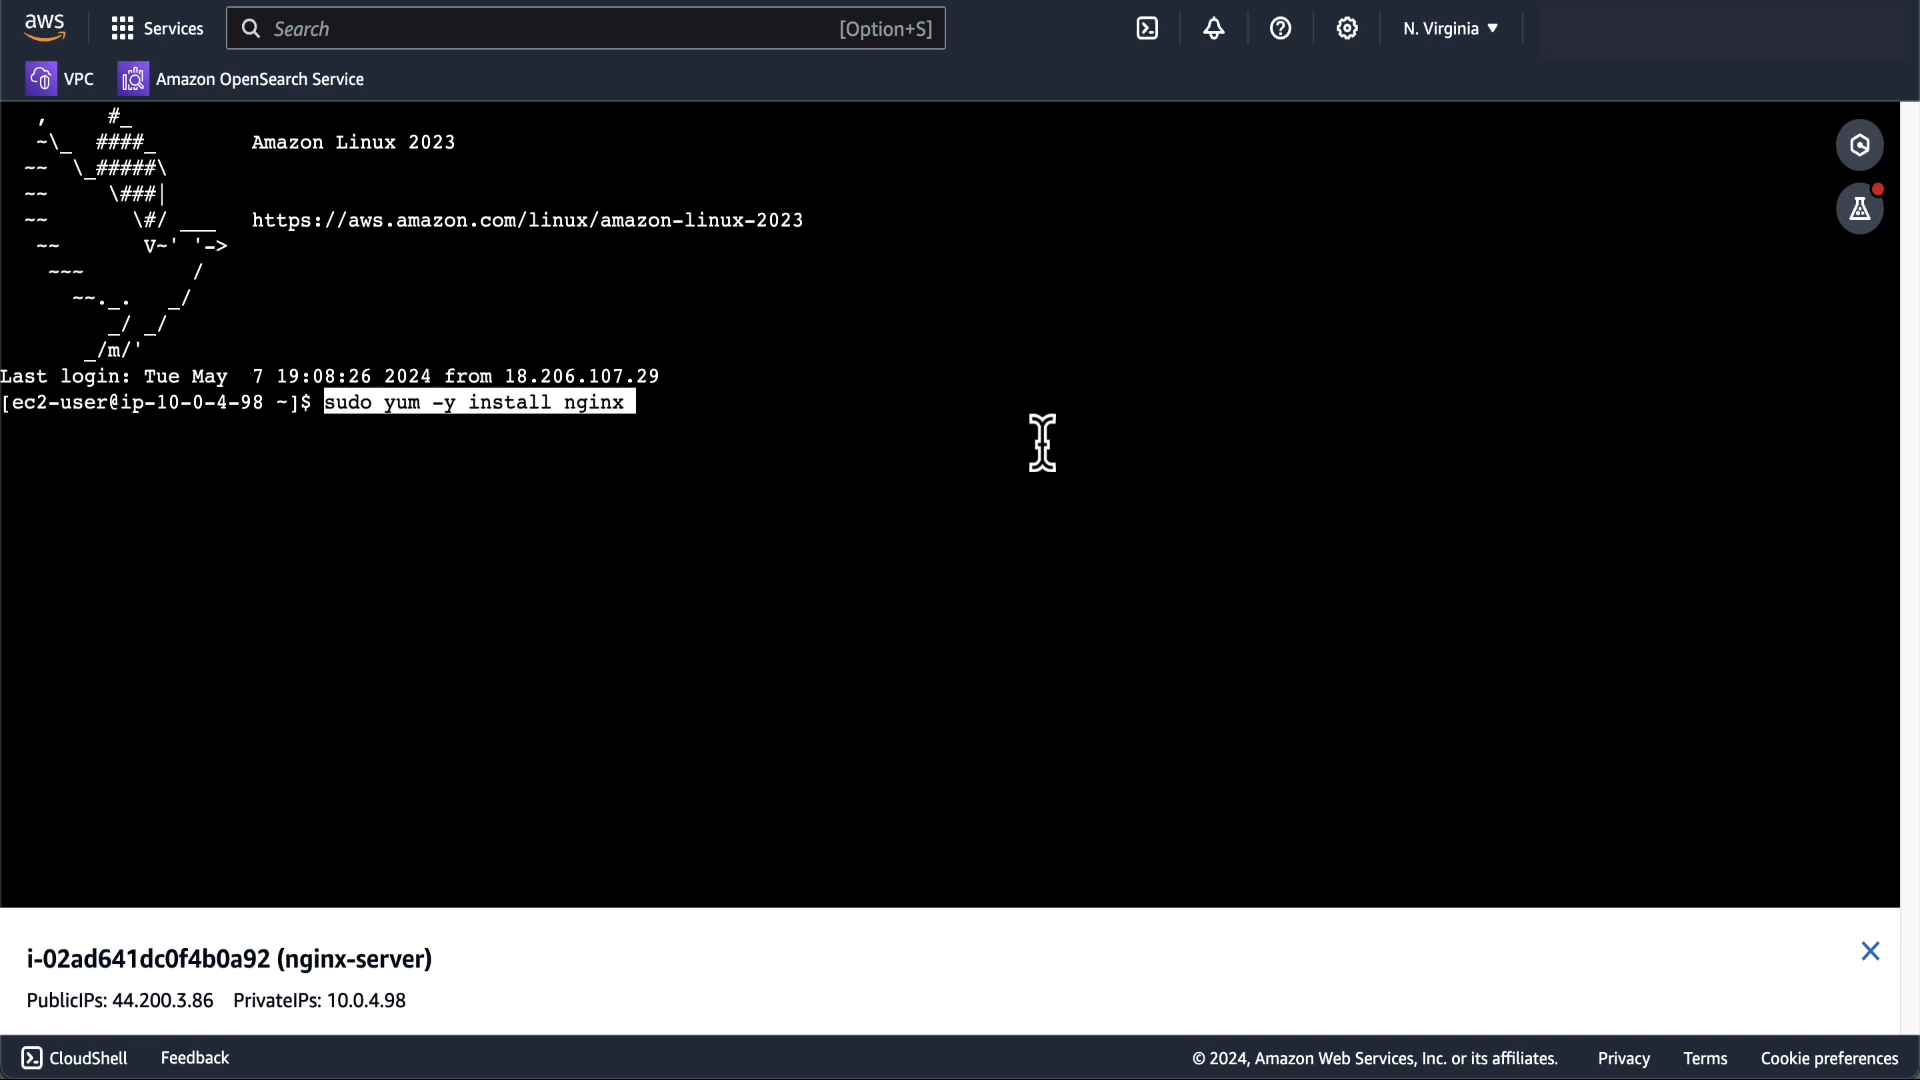 aws
Services
Search
[Option+S]
N. Virginia ▼
VPC
Amazon OpenSearch Service
   ,     #_
   ~\_  ####_        Amazon Linux 2023
  ~~  \_#####\
  ~~     \###|
  ~~       \#/ ___   https://aws.amazon.com/linux/amazon-linux-2023
   ~~       V~' '->
    ~~~         /
      ~~._.   _/
         _/ _/
       _/m/'
Last login: Tue May  7 19:08:26 2024 from 18.206.107.29
[ec2-user@ip-10-0-4-98 ~]$ sudo yum -y install nginx
i-02ad641dc0f4b0a92 (nginx-server)
PublicIPs: 44.200.3.86 PrivateIPs: 10.0.4.98
CloudShell
Feedback
© 2024, Amazon Web Services, Inc. or its affiliates.
Privacy
Terms
Cookie preferences